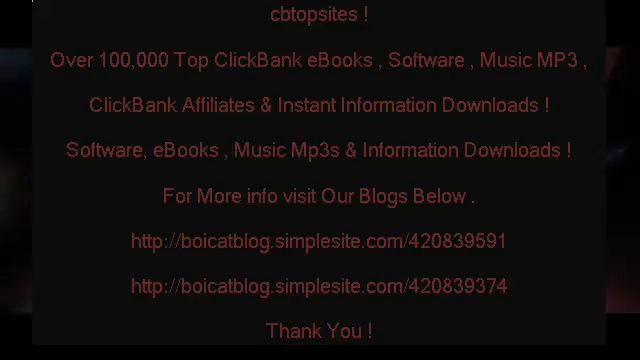 cbtopsites !
Over 100,000 Top ClickBank eBooks , Software , Music MP3 ,
ClickBank Affiliates & Instant Information Downloads !
Software, eBooks , Music Mp3s & Information Downloads !
For More info visit Our Blogs Below .
http://boicatblog.simplesite.com/420839591
http://boicatblog.simplesite.com/420839374
Thank You !